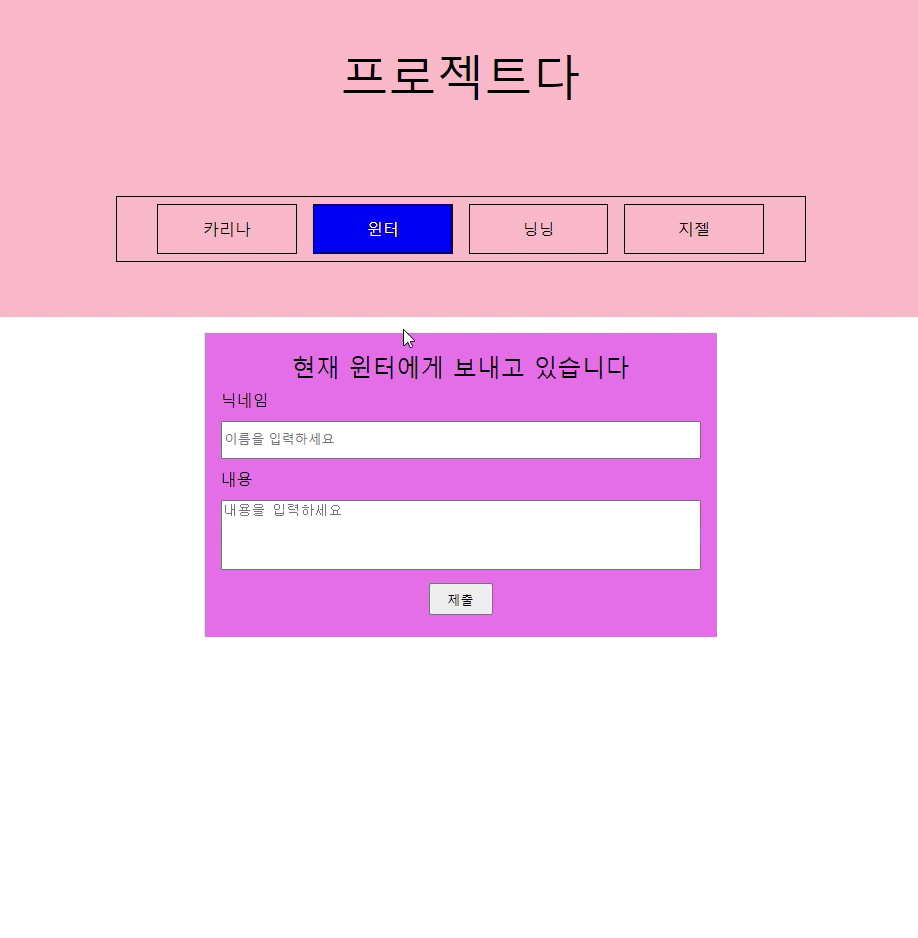 프로젝트다
카리나 윈터 닝닝 지젤
현재 윈터에게 보내고 있습니다
닉네임
이름을 입력하세요
내용
내용을 입력하세요
제출